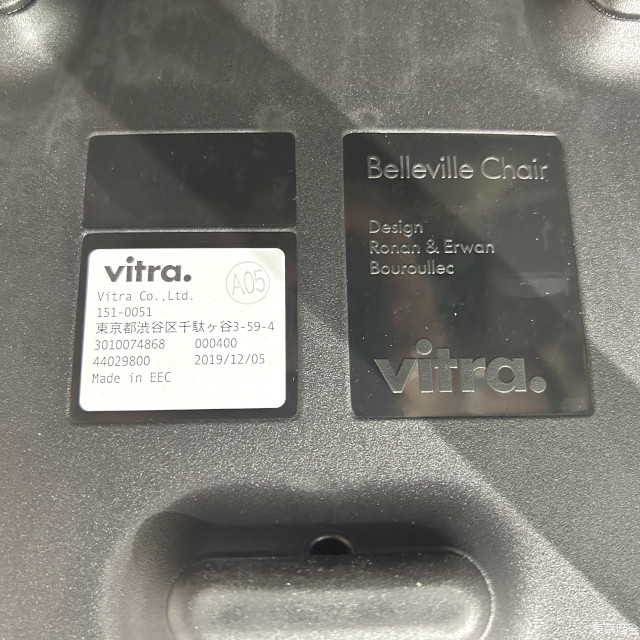 vitra.
A05
Vitra Co.,Ltd.
151-0051
東京都渋谷区千駄ヶ谷3-59-4
3010074868 000400
44029800 2019/12/05
Made in EEC
Belleville Chair
Design
Ronan & Erwan
Bouroullec
vitra.